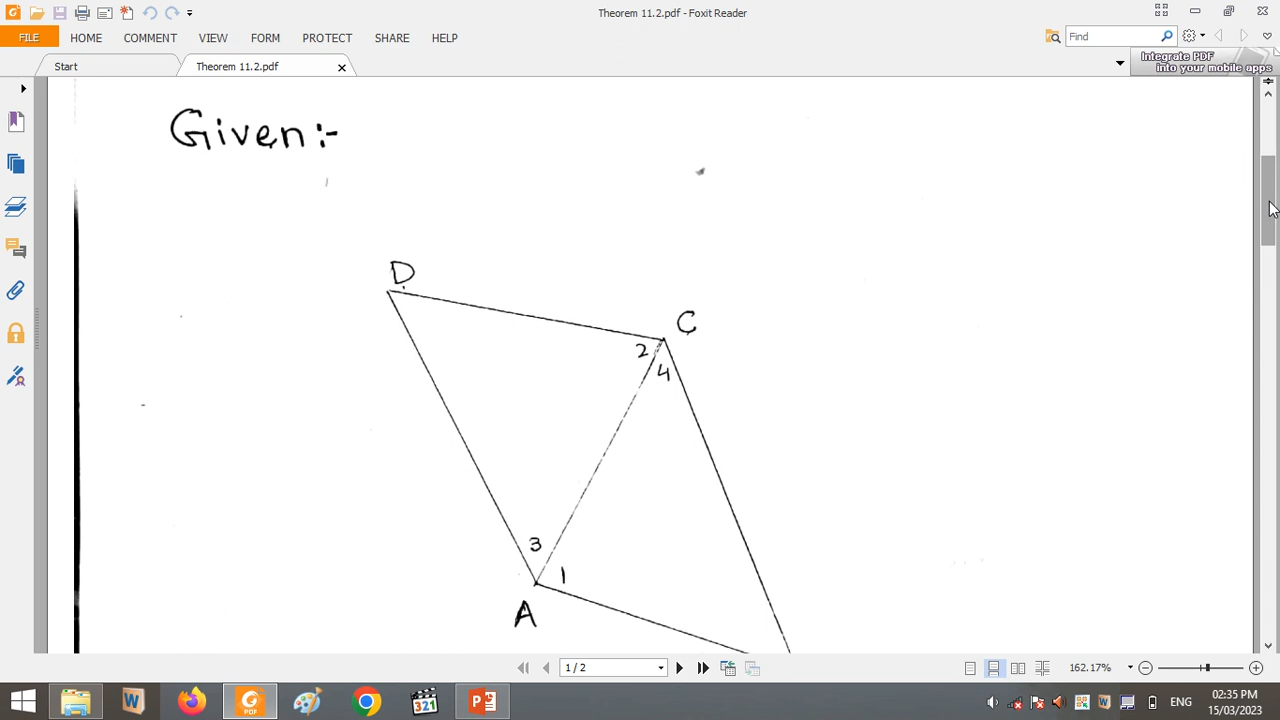 Theorem 11.2.pdf - Foxit Reader
FILE HOME COMMENT VIEW FORM PROTECT SHARE HELP
Find
Start Theorem 11.2.pdf
Integrate PDF
into your mobile apps
Given:-
D
C
2
4
3
1
A
1 / 2
162.17%
W PDF 321 P W ENG
02:35 PM
15/03/2023